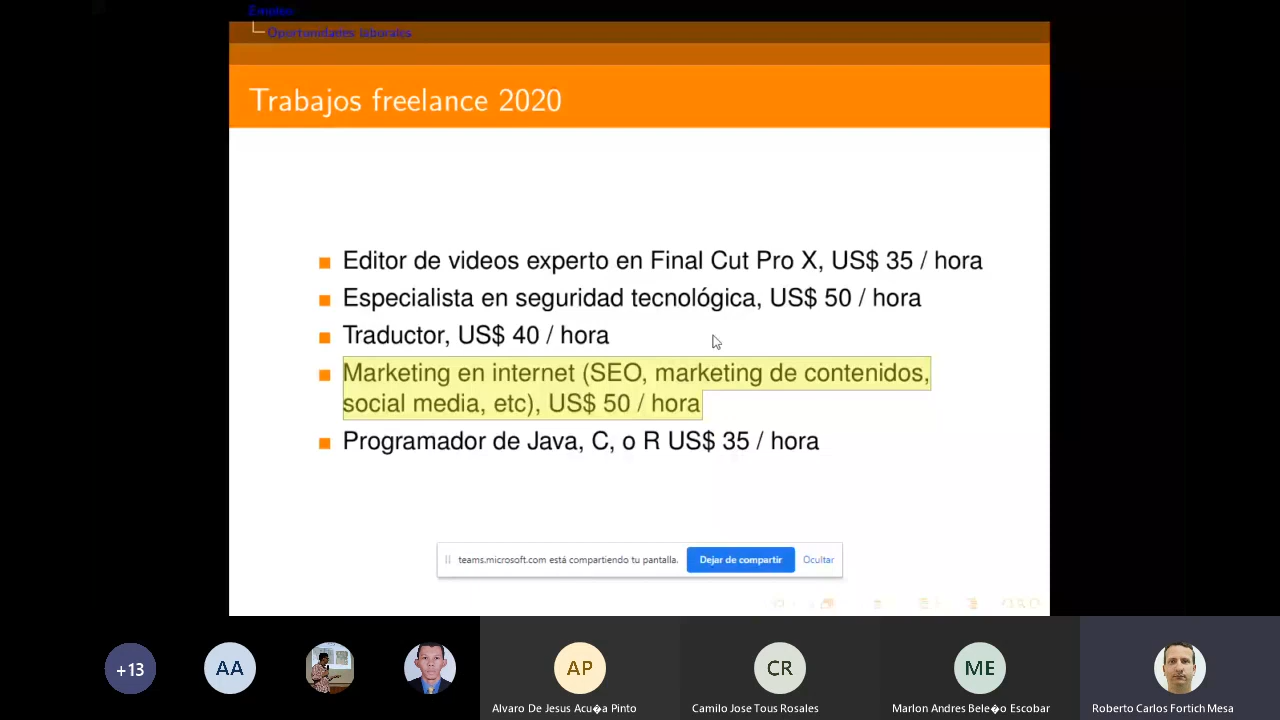 Empleo
Oportunidades laborales
Trabajos freelance 2020
Editor de videos experto en Final Cut Pro X, US$ 35 / hora
Especialista en seguridad tecnológica, US$ 50 / hora
Traductor, US$ 40 / hora
Marketing en internet (SEO, marketing de contenidos,
social media, etc), US$ 50 / hora
Programador de Java, C, o R US$ 35 / hora
teams.microsoft.com está compartiendo tu pantalla.
Dejar de compartir
Ocultar
+13
AA
AP
CR
ME
Alvaro De Jesus Acu�a Pinto
Camilo Jose Tous Rosales
Marlon Andres Bele�o Escobar
Roberto Carlos Fortich Mesa